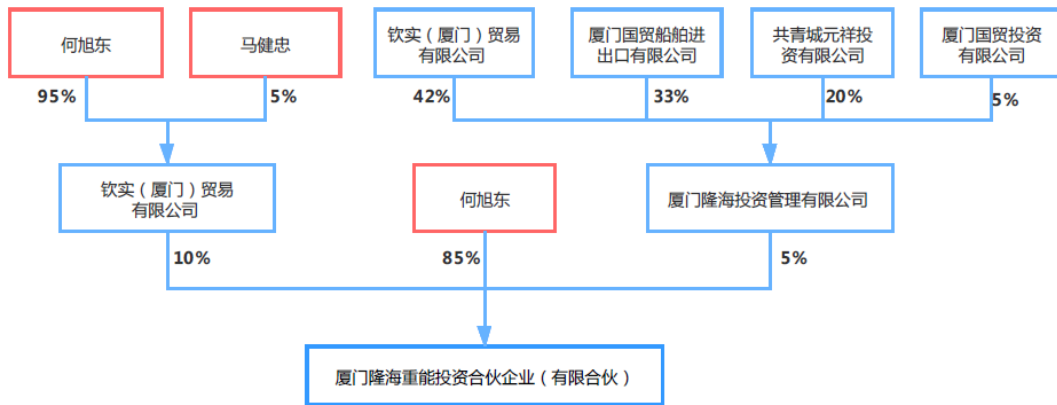 何旭东
马健忠
钦实（厦门）贸易
有限公司
厦门国贸船舶进
出口有限公司
共青城元祥投
资有限公司
厦门国贸投资
有限公司
95%
5%
42%
33%
20%
5%
钦实（厦门）贸易
有限公司
何旭东
厦门隆海投资管理有限公司
10%
85%
5%
厦门隆海重能投资合伙企业（有限合伙）